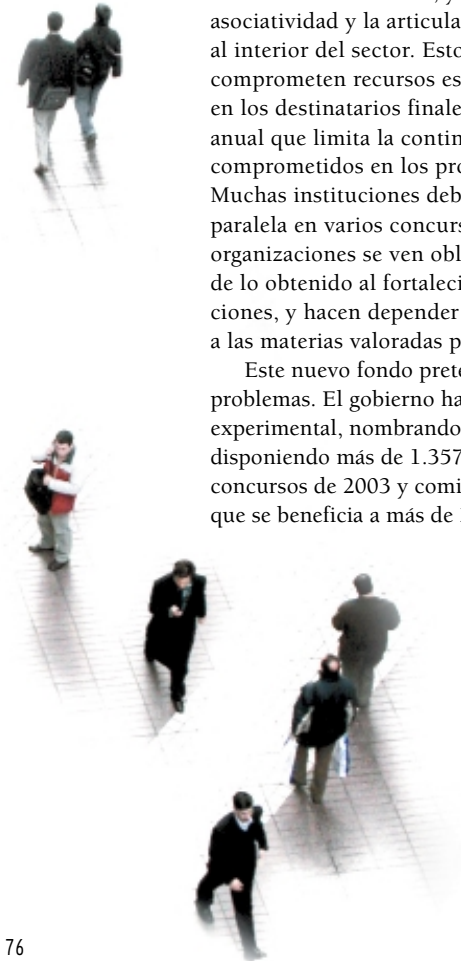 asociatividad y la articula
al interior del sector. Esto
comprometen recursos es
en los destinatarios finale
anual que limita la contin
comprometidos en los pro
Muchas instituciones deb
paralela en varios concurs
organizaciones se ven obl
de lo obtenido al fortaleci
ciones, y hacen depender
a las materias valoradas p
Este nuevo fondo prete
problemas. El gobierno ha
experimental, nombrando
disponiendo más de 1.357
concursos de 2003 y comi
que se beneficia a más de
76